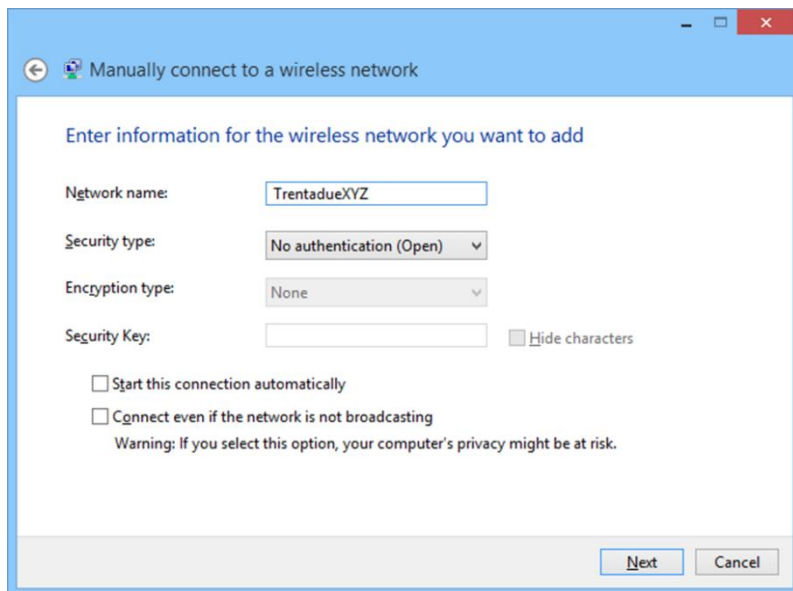 Manually connect to a wireless network
Enter information for the wireless network you want to add
Network name: TrentadueXYZ
Security type: No authentication (Open)
Encryption type: None
Security Key: Hide characters
Start this connection automatically
Connect even if the network is not broadcasting
Warning: If you select this option, your computer's privacy might be at risk.
Next Cancel